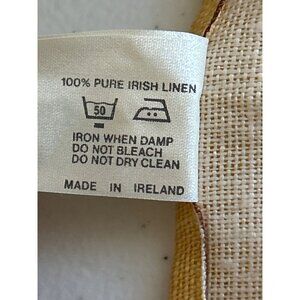 100% PURE IRISH LINEN
50
IRON WHEN DAMP
DO NOT BLEACH
DO NOT DRY CLEAN
MADE IN IRELAND